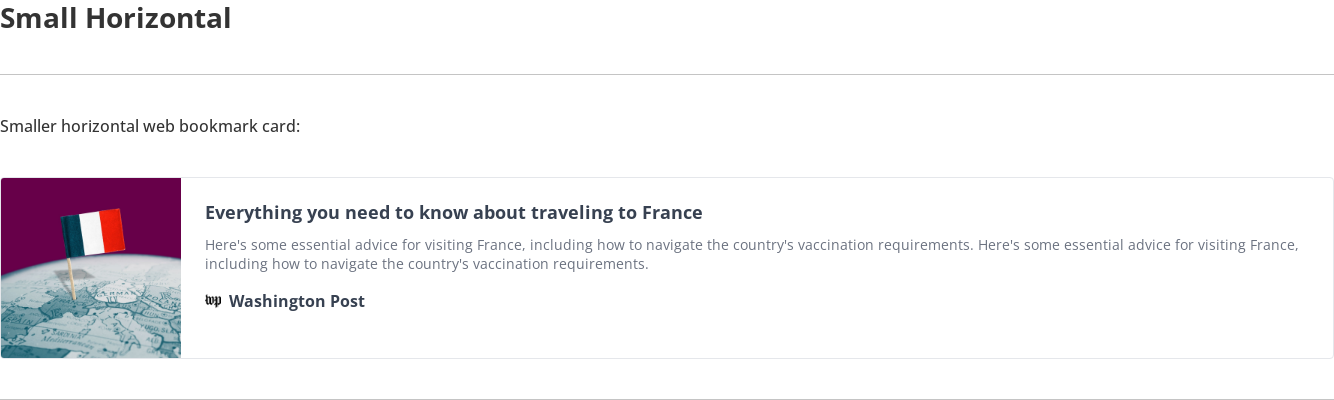 Small Horizontal
Smaller horizontal web bookmark card:
Everything you need to know about traveling to France
Here's some essential advice for visiting France, including how to navigate the country's vaccination requirements. Here's some essential advice for visiting France,
including how to navigate the country's vaccination requirements.
wp Washington Post